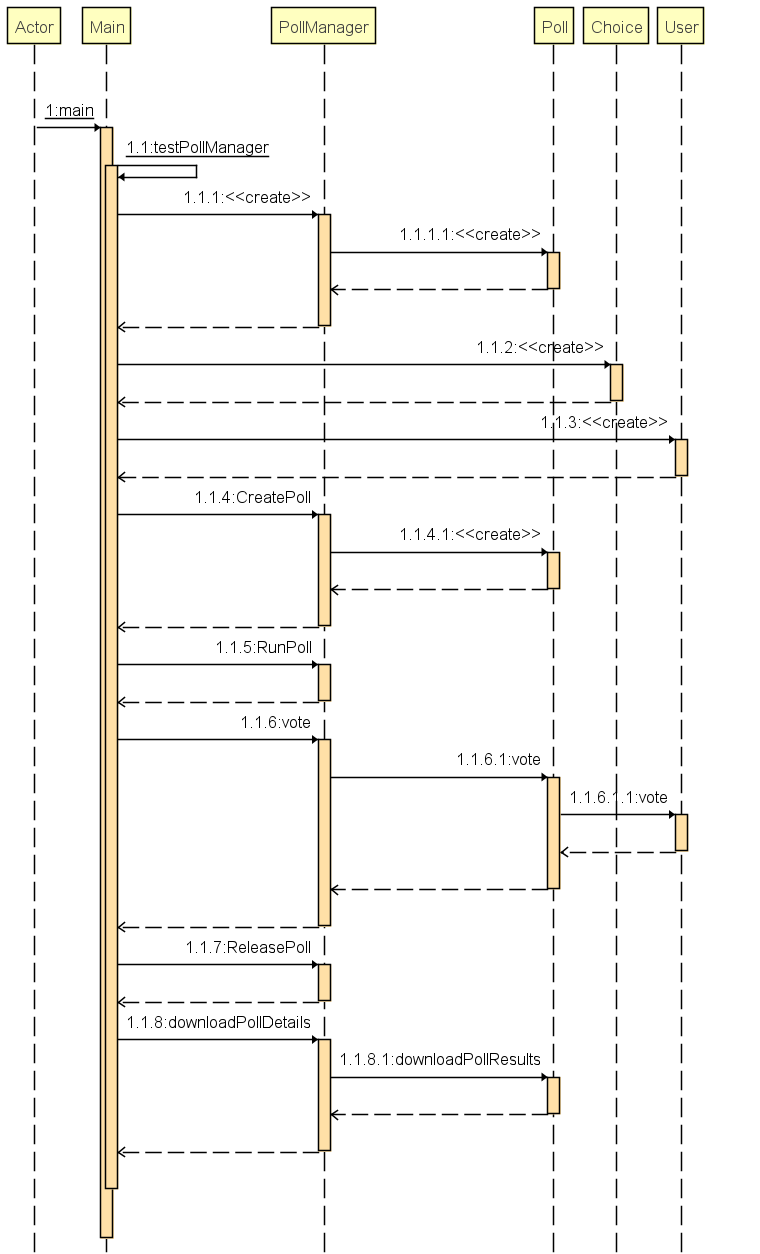 Actor Main PollManager Poll Choice User
1:main
1.1:testPollManager
1.1.1:<<create>>
1.1.1.1:<<create>>
1.1.2:<<create>>
1.1.3:<<create>>
1.1.4:CreatePoll
1.1.4.1:<<create>>
1.1.5:RunPoll
1.1.6:vote
1.1.6.1:vote
1.1.6.1.1:vote
1.1.7:ReleasePoll
1.1.8:downloadPollDetails
1.1.8.1:downloadPollResults